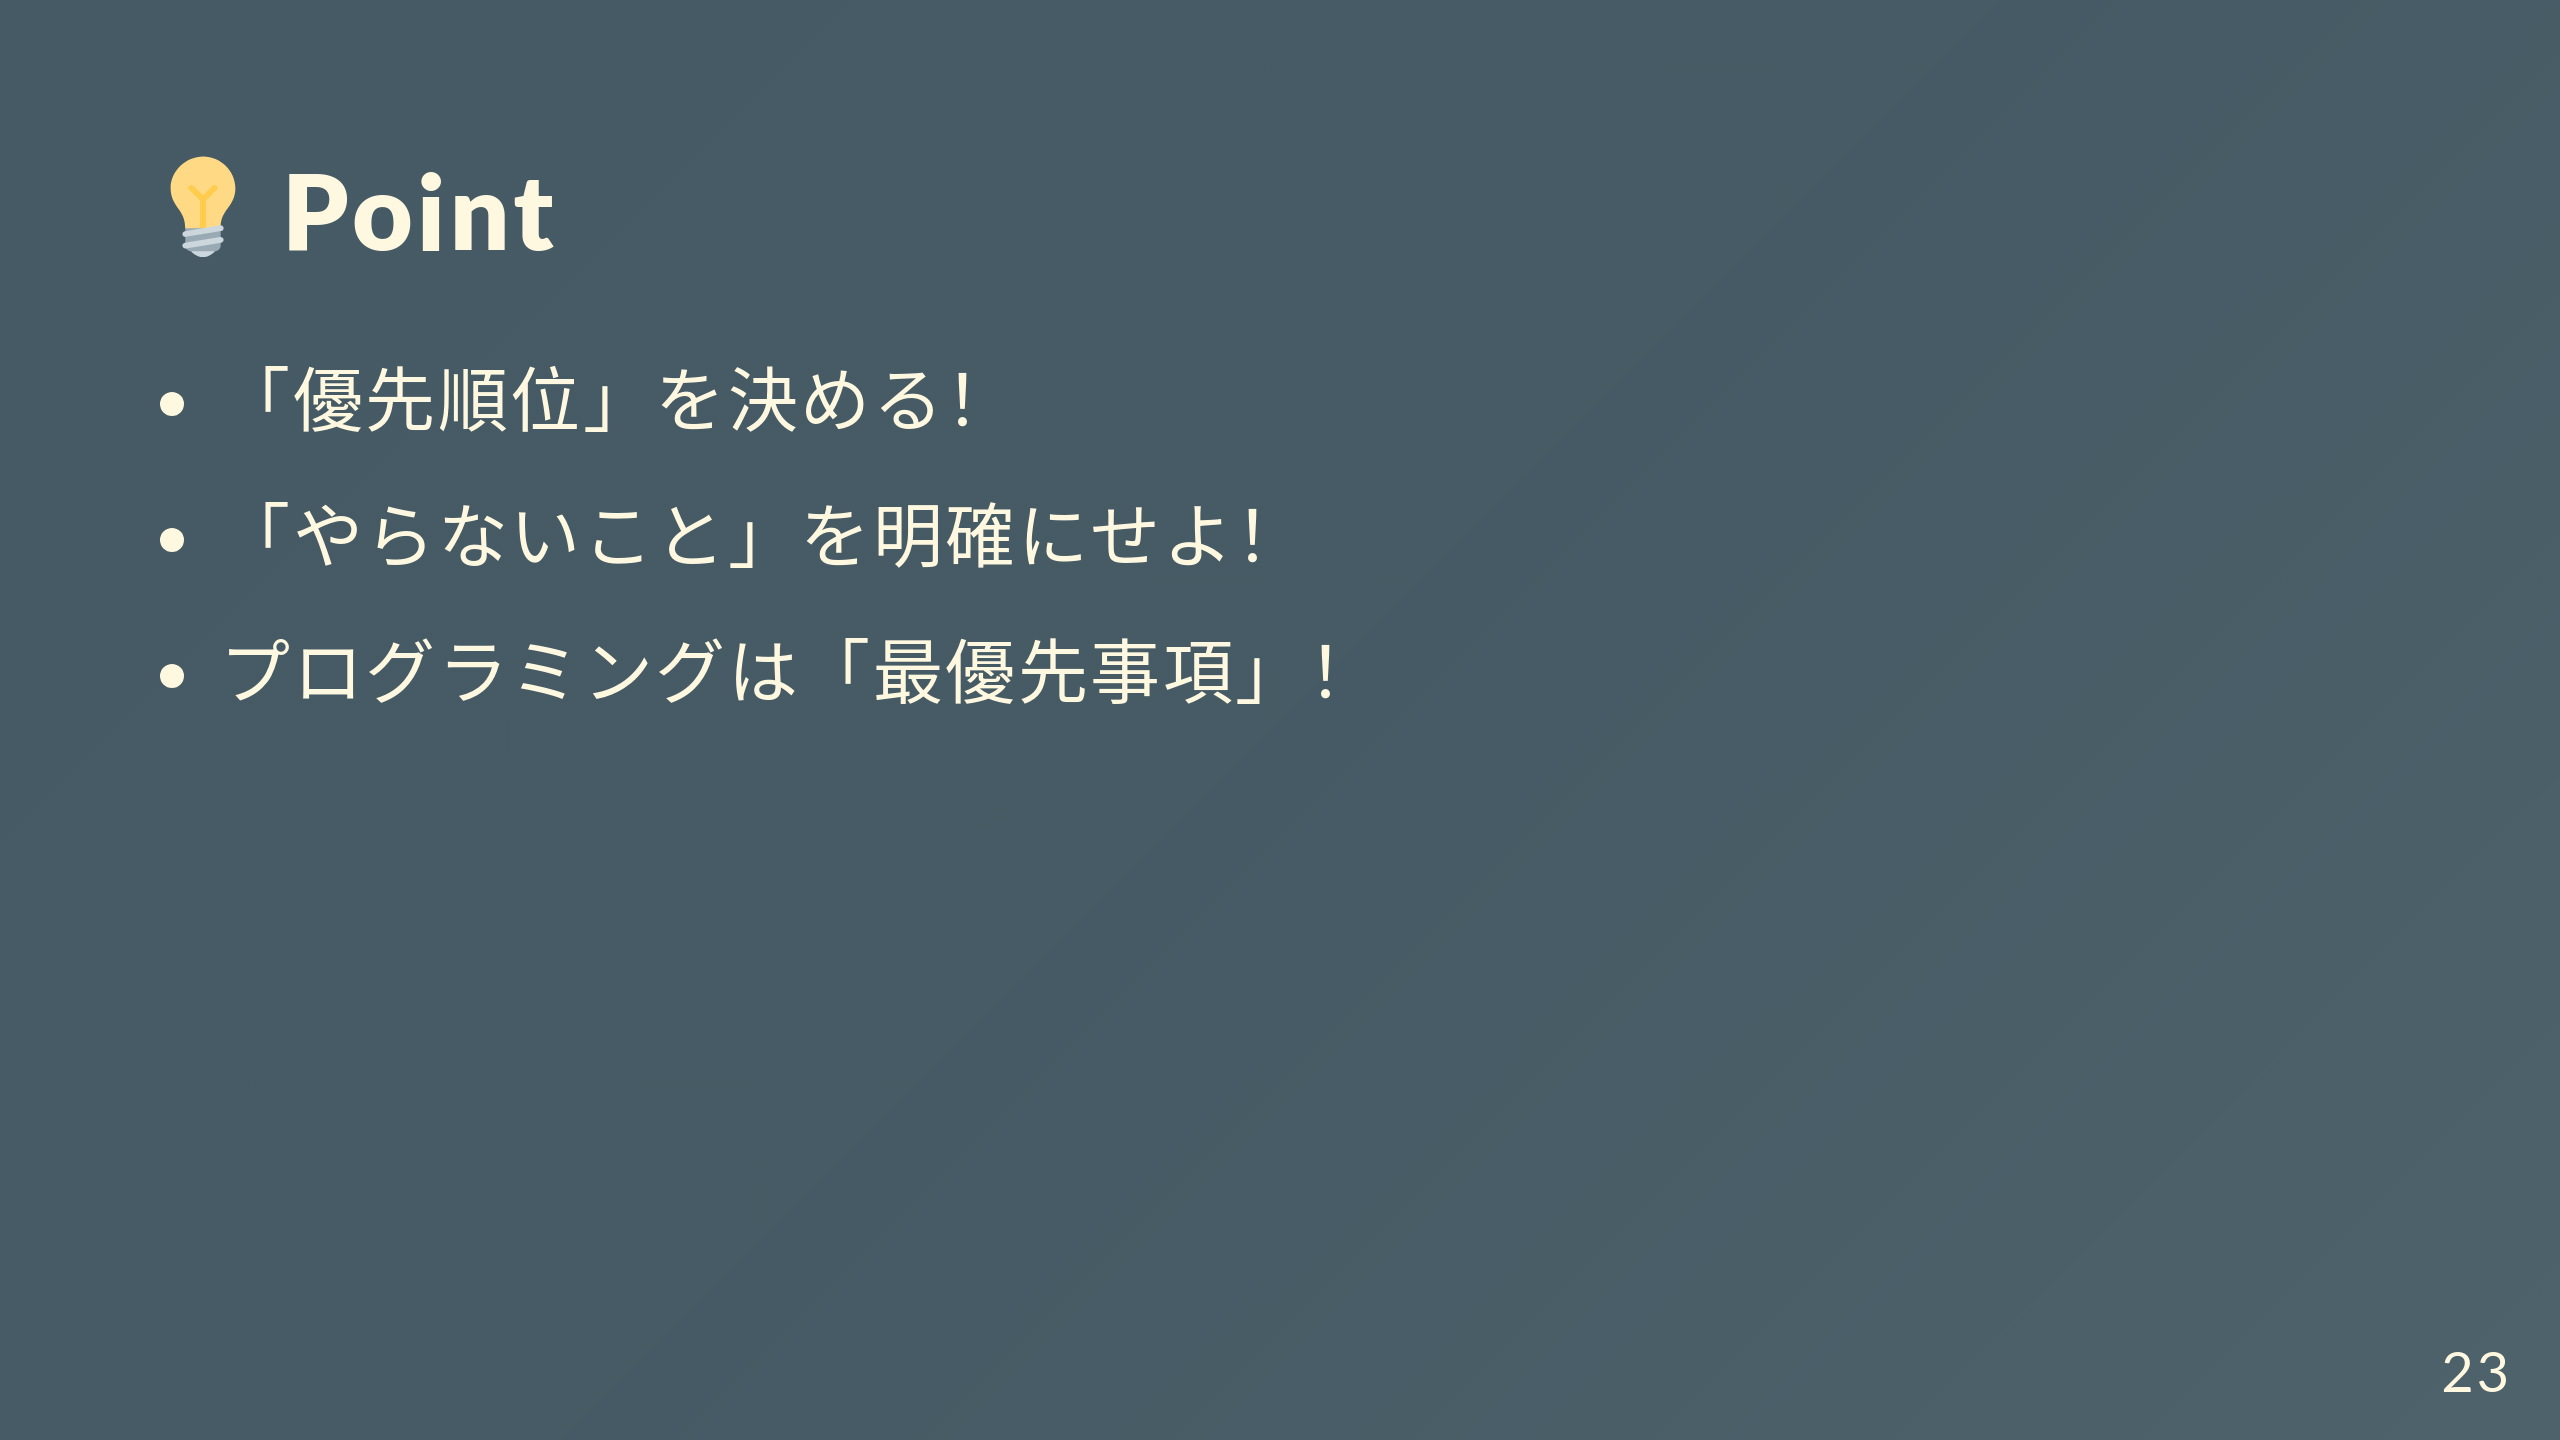 Point
• 「優先順位」を決める！
• 「やらないこと」を明確にせよ！
• プログラミングは「最優先事項」！
23